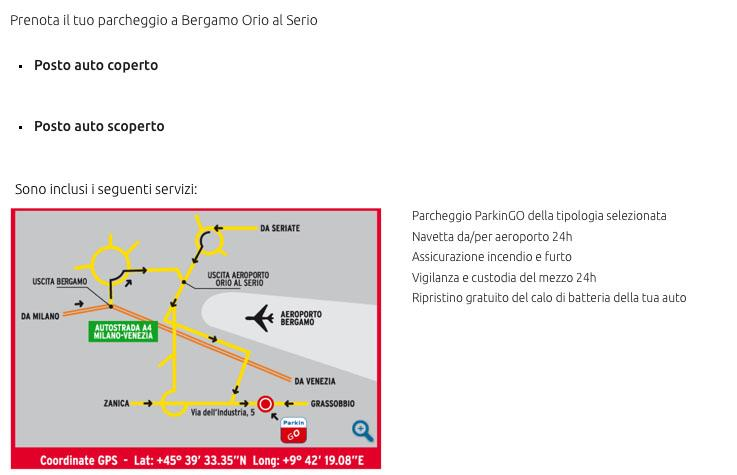 Prenota il tuo parcheggio a Bergamo Orio al Serio
Posto auto coperto
Posto auto scoperto
Sono inclusi i seguenti servizi:
DA SERIATE
USCITA BERGAMO
USCITA AEROPORTO
ORIO AL SERIO
DA MILANO
AEROPORTO
BERGAMO
AUTOSTRADA A4
MILANO-VENEZIA
DA VENEZIA
ZANICA
Via dell'Industria, 5
GRASSOBBIO
Parkin
GO
Coordinate GPS - Lat: +45° 39' 33.35"N Long: +9° 42' 19.08"E
Parcheggio ParkinGO della tipologia selezionata
Navetta da/per aeroporto 24h
Assicurazione incendio e furto
Vigilanza e custodia del mezzo 24h
Ripristino gratuito del calo di batteria della tua auto